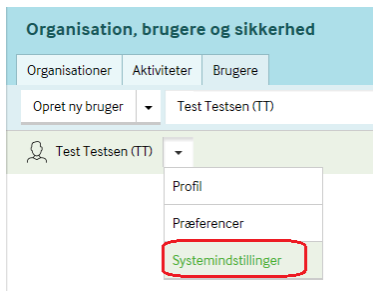 Organisation, brugere og sikkerhed
Organisationer Aktiviteter Brugere
Opret ny bruger Test Testsen (TT)
Test Testsen (TT)
Profil
Præferencer
Systemindstillinger